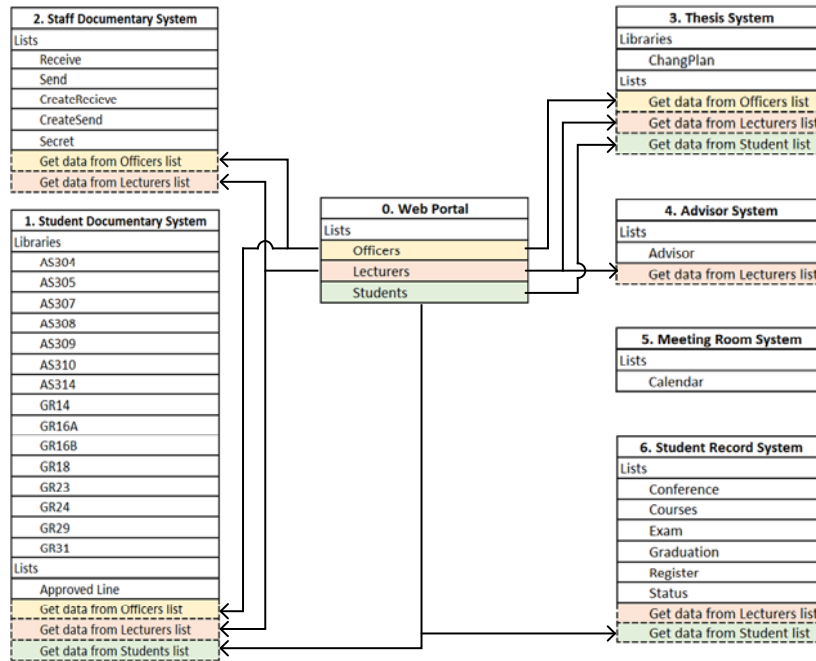 2. Staff Documentary System
Lists
Receive
Send
CreateRecieve
CreateSend
Secret
Get data from Officers list
Get data from Lecturers list
1. Student Documentary System
Libraries
AS304
AS305
AS307
AS308
AS309
AS310
AS314
GR14
GR16A
GR16B
GR18
GR23
GR24
GR29
GR31
Lists
Approved Line
Get data from Officers list
Get data from Lecturers list
Get data from Students list
0. Web Portal
Lists
Officers
Lecturers
Students
3. Thesis System
Libraries
ChangPlan
Lists
Get data from Officers list
Get data from Lecturers list
Get data from Student list
4. Advisor System
Lists
Advisor
Get data from Lecturers list
5. Meeting Room System
Lists
Calendar
6. Student Record System
Lists
Conference
Courses
Exam
Graduation
Register
Status
Get data from Lecturers list
Get data from Student list